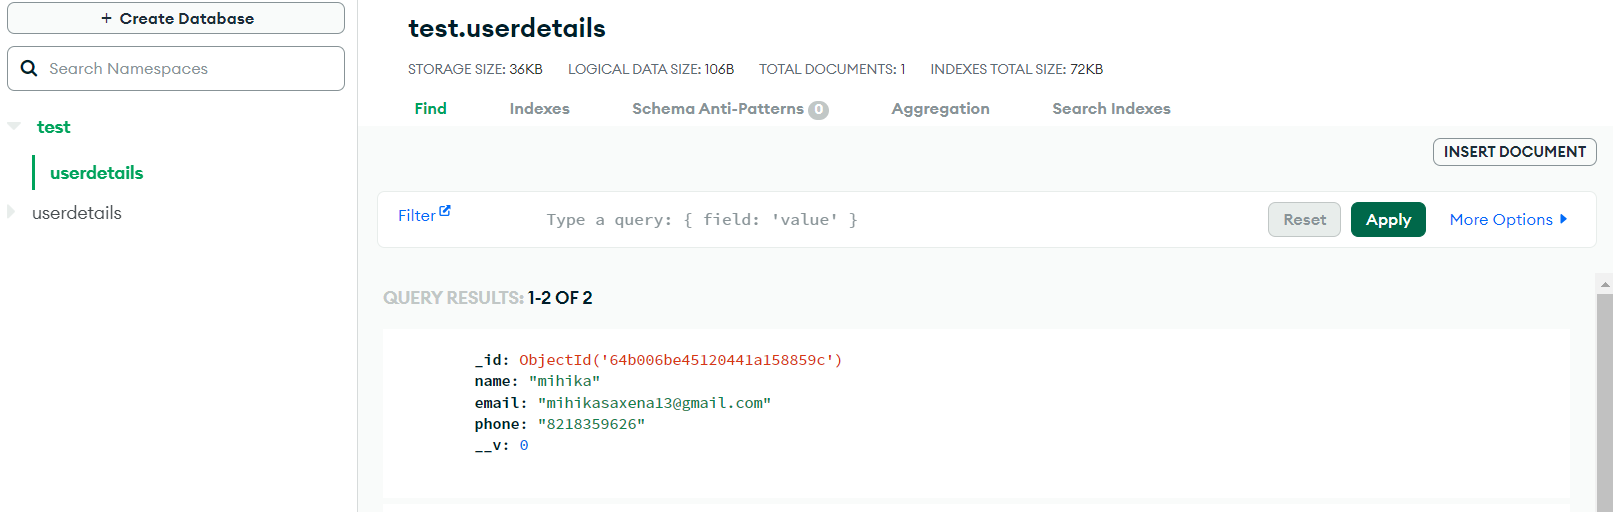 + Create Database
Search Namespaces
test
userdetails
userdetails
test.userdetails
STORAGE SIZE: 36KB LOGICAL DATA SIZE: 106B TOTAL DOCUMENTS: 1 INDEXES TOTAL SIZE: 72KB
Find Indexes Schema Anti-Patterns 0 Aggregation Search Indexes
INSERT DOCUMENT
Filter Type a query: { field: 'value' } Reset Apply More Options
QUERY RESULTS: 1-2 OF 2
_id: ObjectId('64b006be45120441a158859c')
name: "mihika"
email: "mihikasaxena13@gmail.com"
phone: "8218359626"
__v: 0